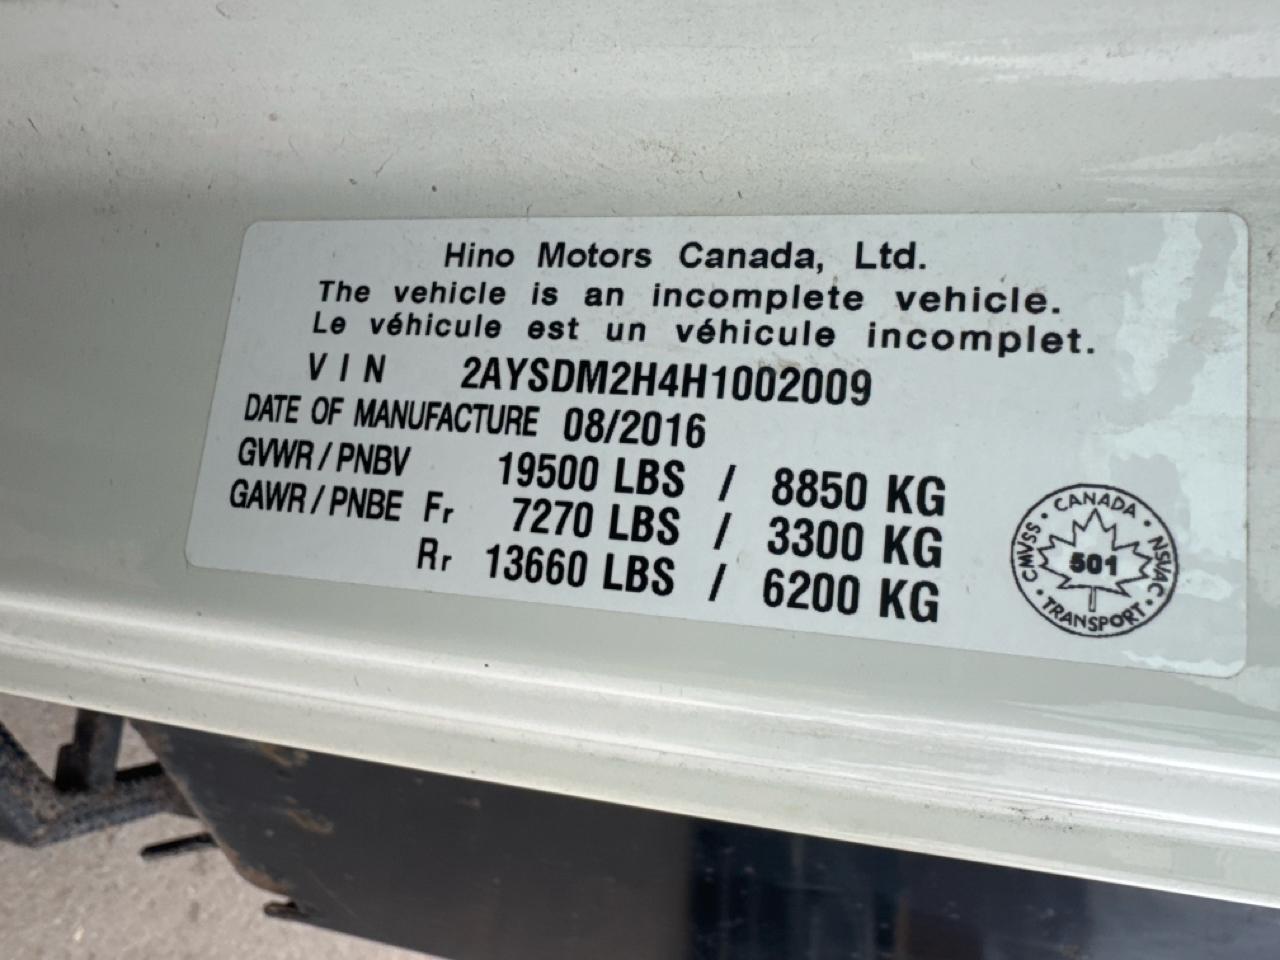 Hino Motors Canada, Ltd.
The vehicle is an incomplete vehicle.
Le véhicule est un véhicule incomplet.
VIN 2AYSDM2H4H1002009
DATE OF MANUFACTURE 08/2016
GVWR / PNBV 19500 LBS / 8850 KG
GAWR / PNBE Fr 7270 LBS / 3300 KG
Rr 13660 LBS / 6200 KG
CANADA · NSVAC · TRANSPORT · CMVSS ·
501